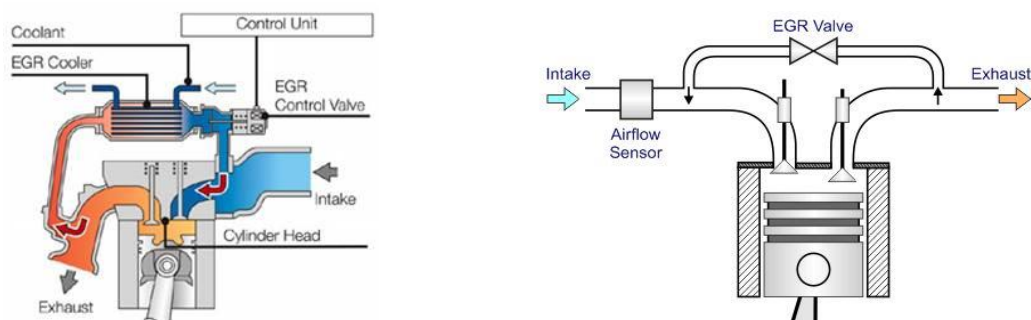 Control Unit
Coolant
EGR Cooler
EGR
Control Valve
Intake
Cylinder Head
Exhaust
EGR Valve
Intake
Exhaust
Airflow
Sensor